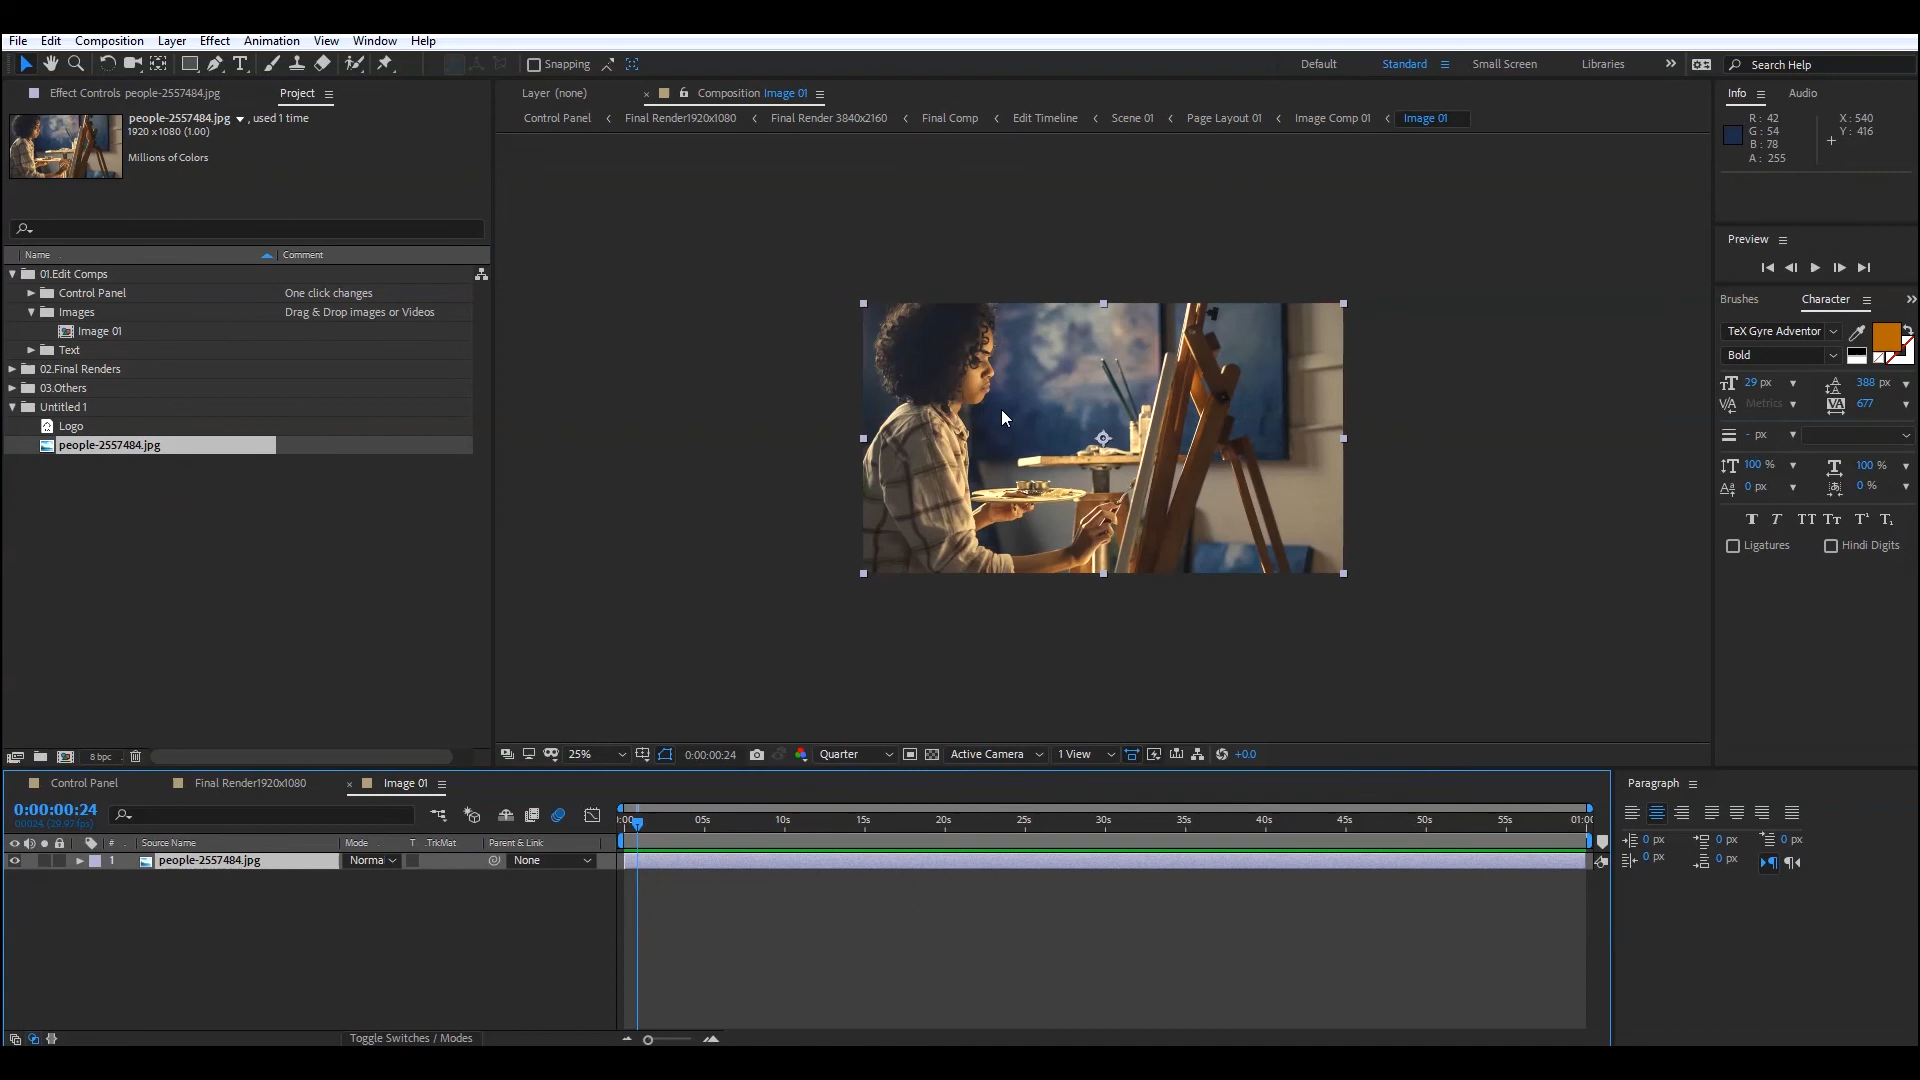 File Edit Composition Layer Effect Animation View Window Help
Snapping Default Standard Small Screen Libraries Search Help
Effect Controls people-2557484.jpg Project
people-2557484.jpg , used 1 time
1920 x 1080 (1.00)
Millions of Colors
Name Comment
01.Edit Comps
Control Panel One click changes
Images Drag & Drop images or Videos
Image 01
Text
02.Final Renders
03.Others
Untitled 1
Logo
people-2557484.jpg
8 bpc
Layer (none) × Composition Image 01
Control Panel Final Render1920x1080 Final Render 3840x2160 Final Comp Edit Timeline Scene 01 Page Layout 01 Image Comp 01 Image 01
25% 0:00:00:24 Quarter Active Camera 1 View +0.0
Info Audio
R : 42
G : 54
B : 78
A : 255
X : 540
Y : 416
Preview
Brushes Character
TeX Gyre Adventor
Bold
29 px 388 px
Metrics 677
- px
100 % 100 %
0 px 0 %
T T TT Tt T¹ T₁
Ligatures Hindi Digits
Control Panel Final Render1920x1080 × Image 01
0:00:00:24
00024 (29.97 fps)
# Source Name Mode T .TrkMat Parent & Link
1 people-2557484.jpg Norma None
:00 05s 10s 15s 20s 25s 30s 35s 40s 45s 50s 55s 01:00
Toggle Switches / Modes
Paragraph
0 px 0 px 0 px
0 px 0 px